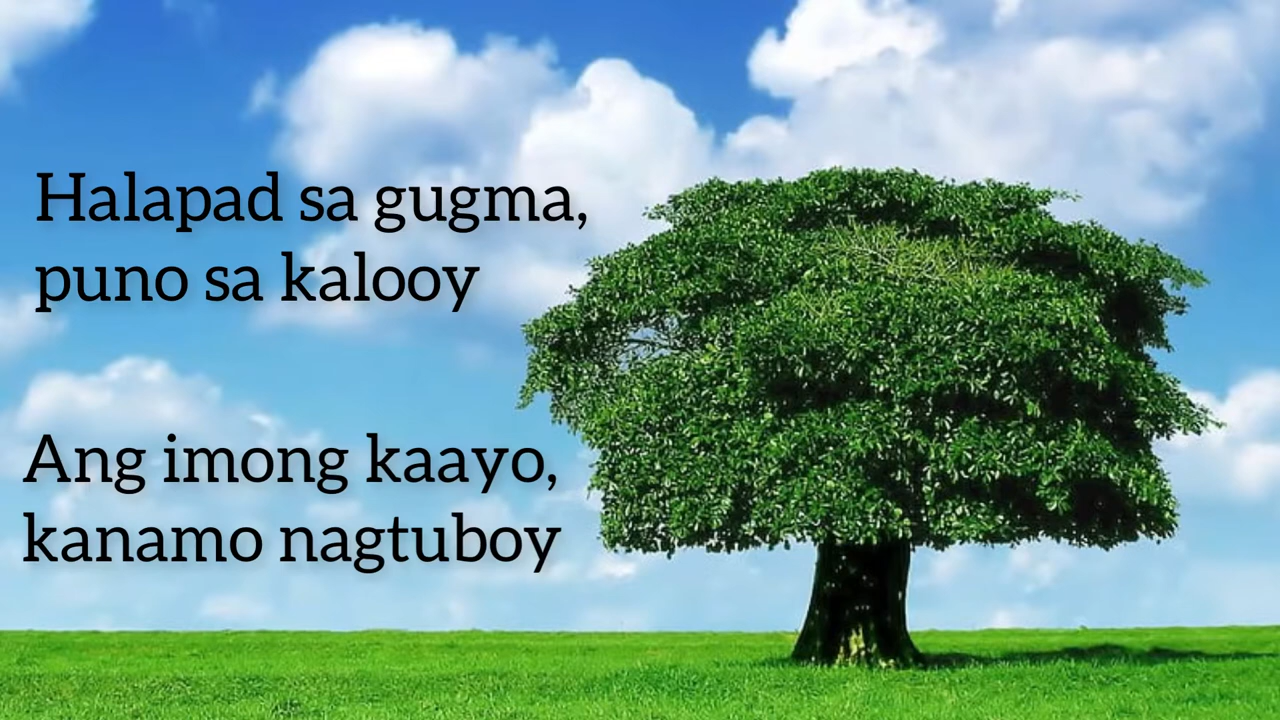 Halapad sa gugma,
puno sa kalooy
Ang imong kaayo,
kanamo nagtuboy